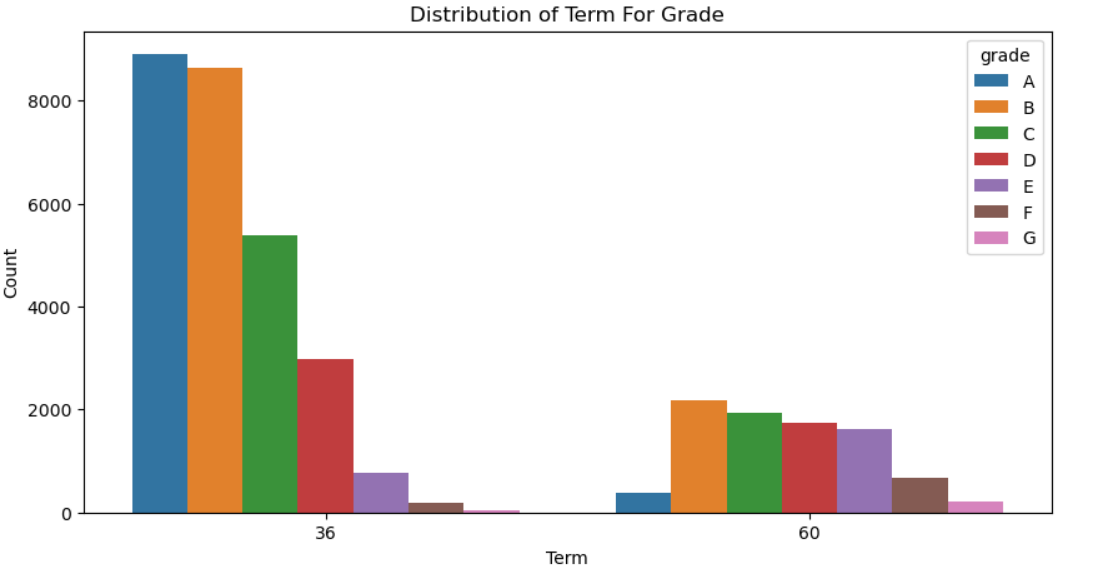 Distribution of Term For Grade
grade
A
B
C
D
E
F
G
8000
6000
4000
2000
0
Count
36
60
Term